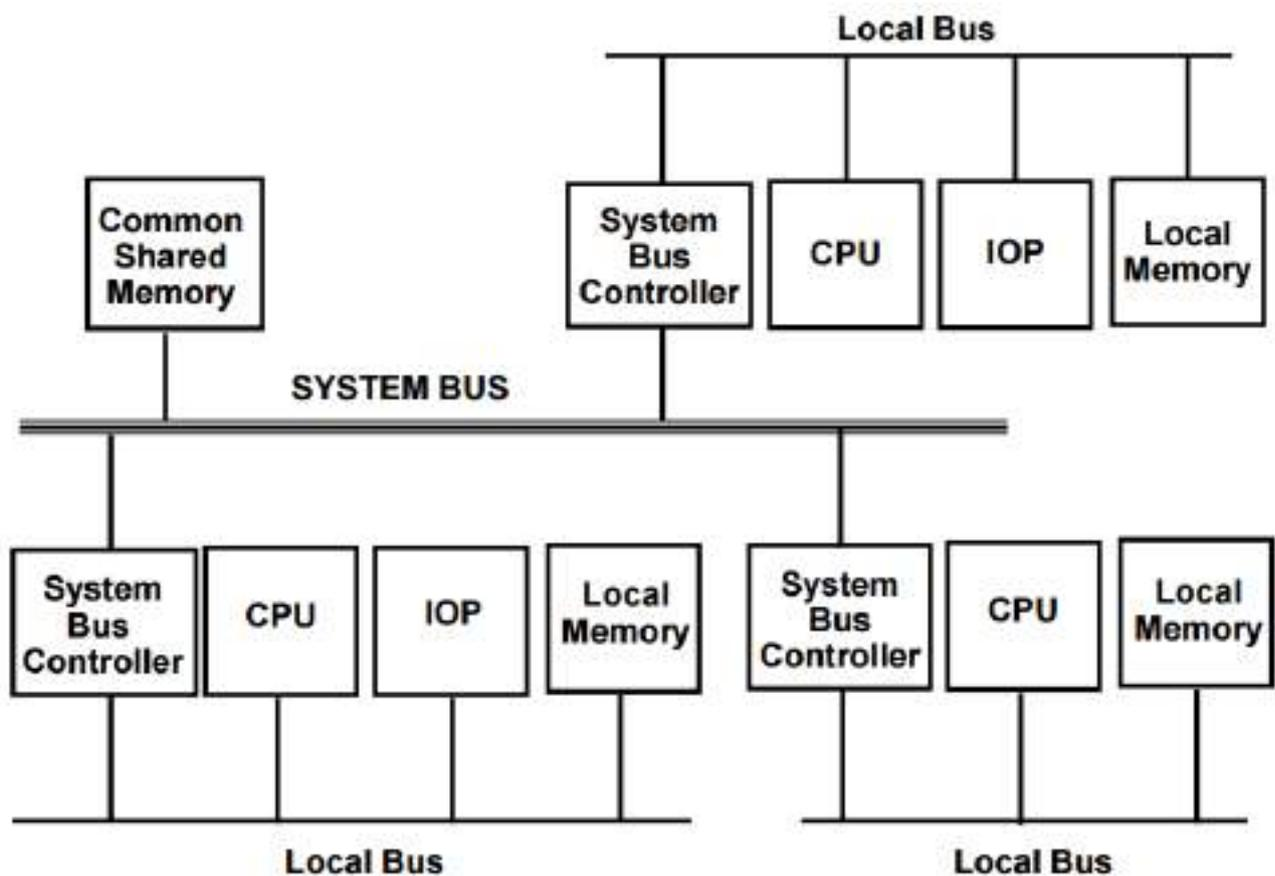 Local Bus
Common
Shared
Memory
System
Bus
Controller
CPU
IOP
Local
Memory
SYSTEM BUS
System
Bus
Controller
CPU
IOP
Local
Memory
System
Bus
Controller
CPU
Local
Memory
Local Bus
Local Bus